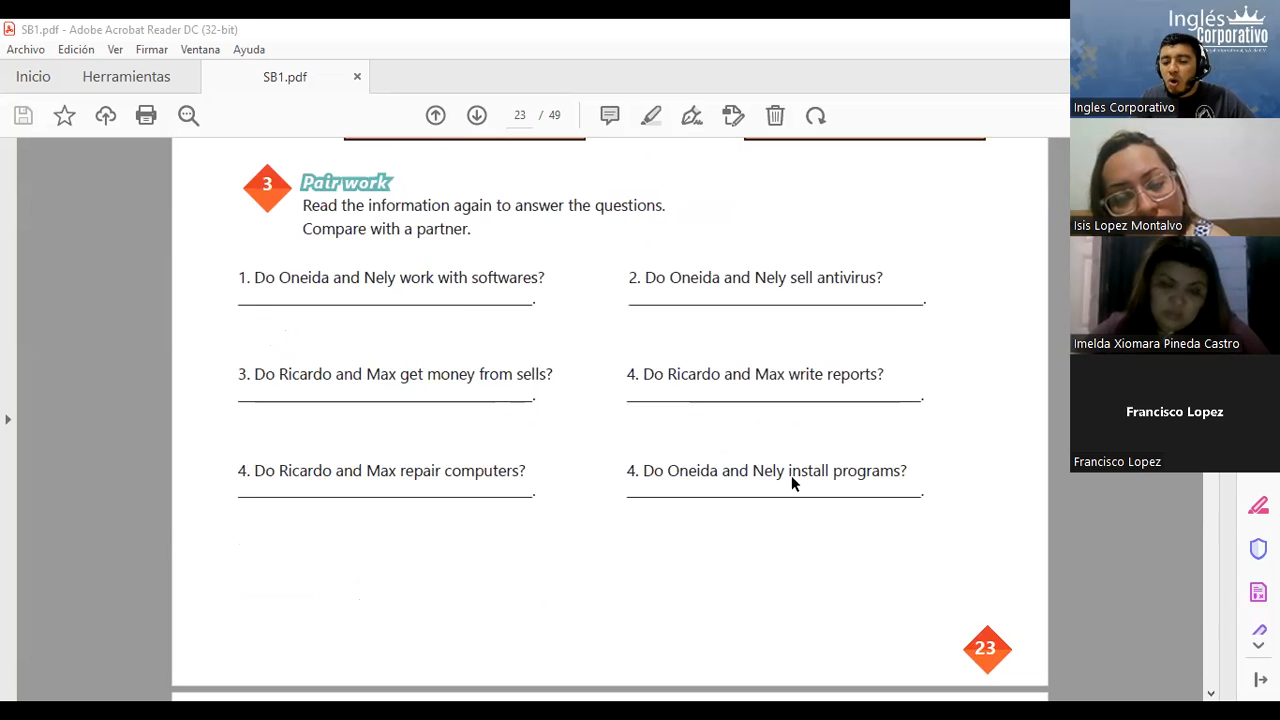 SB1.pdf - Adobe Acrobat Reader DC (32-bit)
Archivo Edición Ver Firmar Ventana Ayuda
Inicio Herramientas SB1.pdf ×
23 / 49
3 Pair work
Read the information again to answer the questions.
Compare with a partner.
1. Do Oneida and Nely work with softwares?
2. Do Oneida and Nely sell antivirus?
3. Do Ricardo and Max get money from sells?
4. Do Ricardo and Max write reports?
4. Do Ricardo and Max repair computers?
4. Do Oneida and Nely install programs?
23
Inglés
Corporativo
Ingles Corporativo
Isis Lopez Montalvo
Imelda Xiomara Pineda Castro
Francisco Lopez
Francisco Lopez